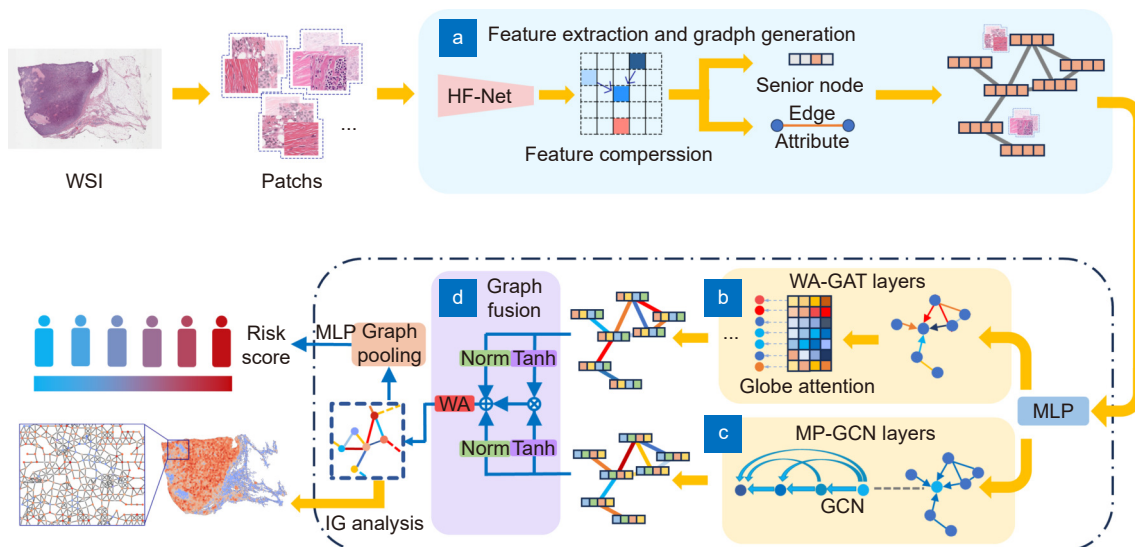 WSI
Patchs
...
a
Feature extraction and gradph generation
HF-Net
Feature comperssion
Senior node
Edge
Attribute
MLP
b
WA-GAT layers
...
Globe attention
c
MP-GCN layers
GCN
d
Graph
fusion
Norm
Tanh
WA
Norm
Tanh
Graph
pooling
MLP
Risk
score
IG analysis